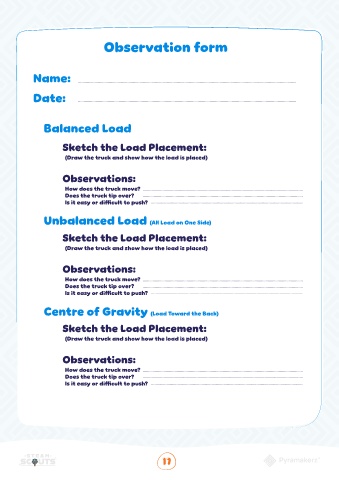 Observation form
Name:
Date:
Balanced Load
Sketch the Load Placement:
(Draw the truck and show how the load is placed)
Observations:
How does the truck move?
Does the truck tip over?
Is it easy or difficult to push?
Unbalanced Load (All Load on One Side)
Sketch the Load Placement:
(Draw the truck and show how the load is placed)
Observations:
How does the truck move?
Does the truck tip over?
Is it easy or difficult to push?
Centre of Gravity (Load Toward the Back)
Sketch the Load Placement:
(Draw the truck and show how the load is placed)
Observations:
How does the truck move?
Does the truck tip over?
Is it easy or difficult to push?
SCOUTS
17